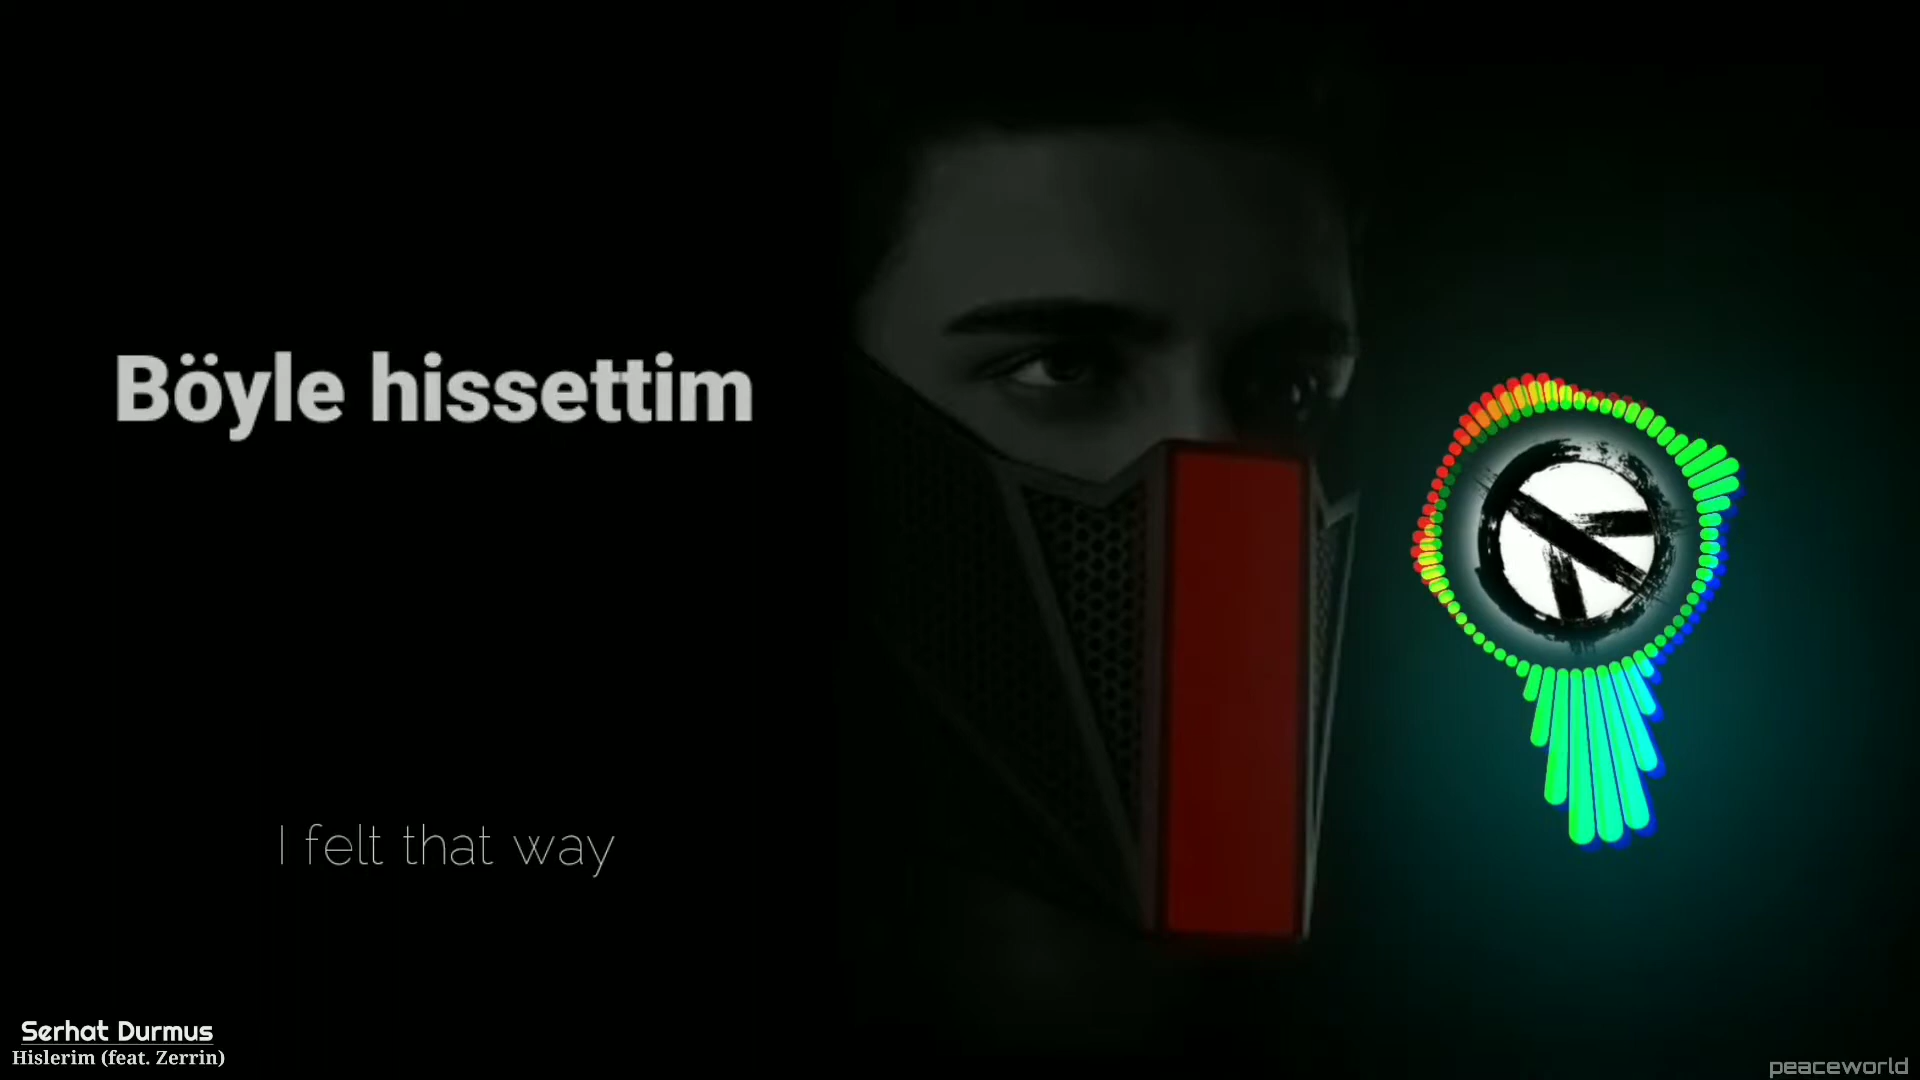 Böyle hissettim
I felt that way
Serhat Durmus
Hislerim (feat. Zerrin)
peaceworld